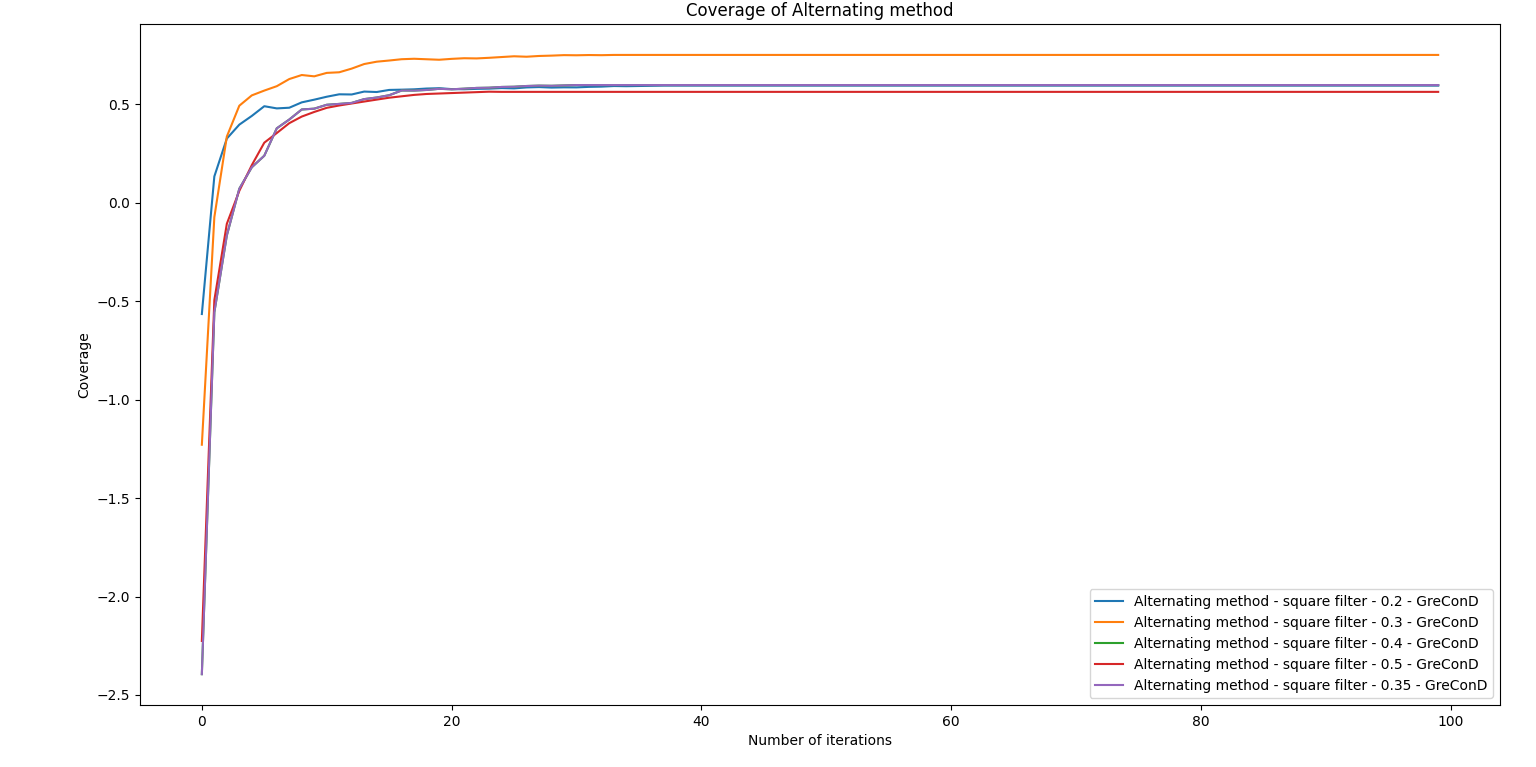 Coverage of Alternating method
0.5
0.0
−0.5
−1.0
−1.5
−2.0
−2.5
Coverage
0 20 40 60 80 100
Number of iterations
Alternating method - square filter - 0.2 - GreConD
Alternating method - square filter - 0.3 - GreConD
Alternating method - square filter - 0.4 - GreConD
Alternating method - square filter - 0.5 - GreConD
Alternating method - square filter - 0.35 - GreConD